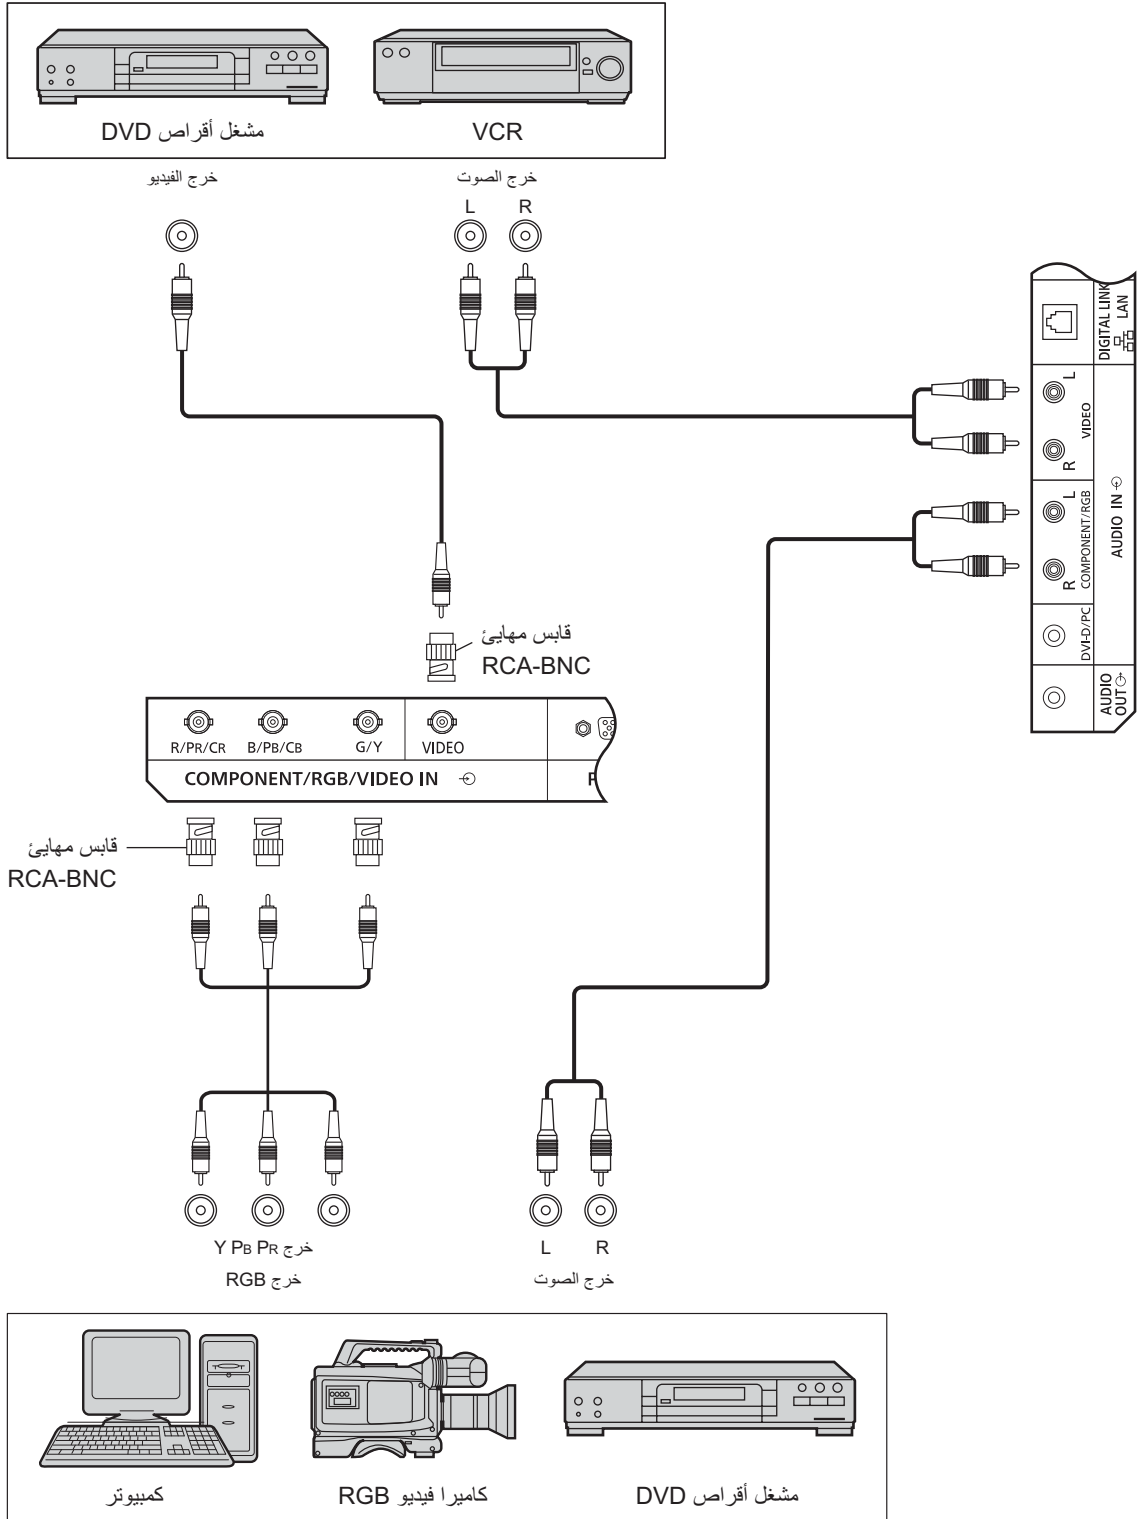 مشغل أقراص DVD
VCR
خرج الفيديو
خرج الصوت
L R
DIGITAL LINK
LAN
L
VIDEO
R
L
COMPONENT/RGB
R
AUDIO IN
DVI-D/PC
AUDIO
OUT
قابس مهايئ
RCA-BNC
R/PR/CR B/PB/CB G/Y VIDEO
COMPONENT/RGB/VIDEO IN
قابس مهايئ
RCA-BNC
خرج Y PB PR
خرج RGB
L R
خرج الصوت
كمبيوتر
كاميرا فيديو RGB
مشغل أقراص DVD